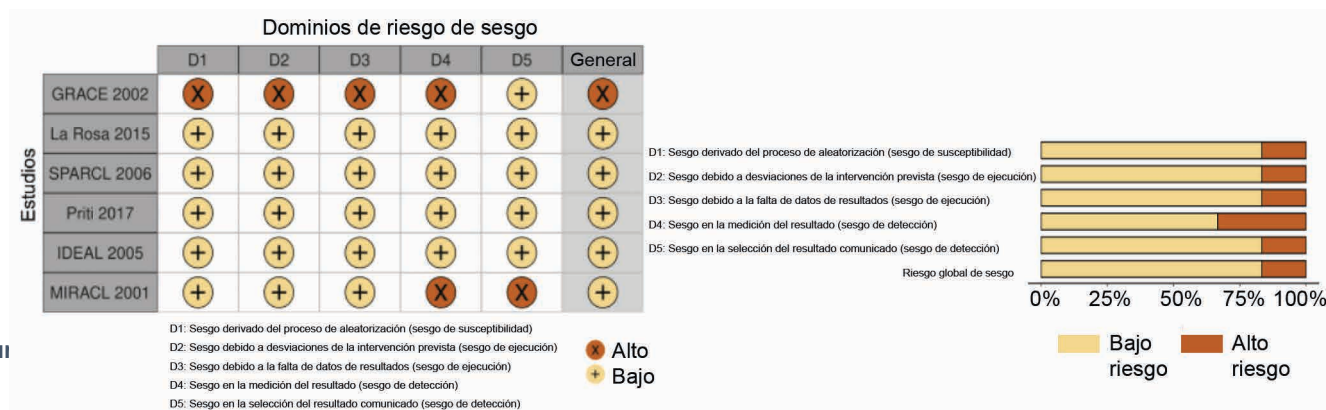 Dominios de riesgo de sesgo
D1 D2 D3 D4 D5 General
Estudios
GRACE 2002 X X X X + X
La Rosa 2015 + + + + + +
SPARCL 2006 + + + + + +
Priti 2017 + + + + + +
IDEAL 2005 + + + + + +
MIRACL 2001 + + + X X +
D1: Sesgo derivado del proceso de aleatorización (sesgo de susceptibilidad)
D2: Sesgo debido a desviaciones de la intervención prevista (sesgo de ejecución)
D3: Sesgo debido a la falta de datos de resultados (sesgo de ejecución)
D4: Sesgo en la medición del resultado (sesgo de detección)
D5: Sesgo en la selección del resultado comunicado (sesgo de detección)
X Alto
+ Bajo
D1: Sesgo derivado del proceso de aleatorización (sesgo de susceptibilidad)
D2: Sesgo debido a desviaciones de la intervención prevista (sesgo de ejecución)
D3: Sesgo debido a la falta de datos de resultados (sesgo de ejecución)
D4: Sesgo en la medición del resultado (sesgo de detección)
D5: Sesgo en la selección del resultado comunicado (sesgo de detección)
Riesgo global de sesgo
0% 25% 50% 75% 100%
Bajo riesgo
Alto riesgo